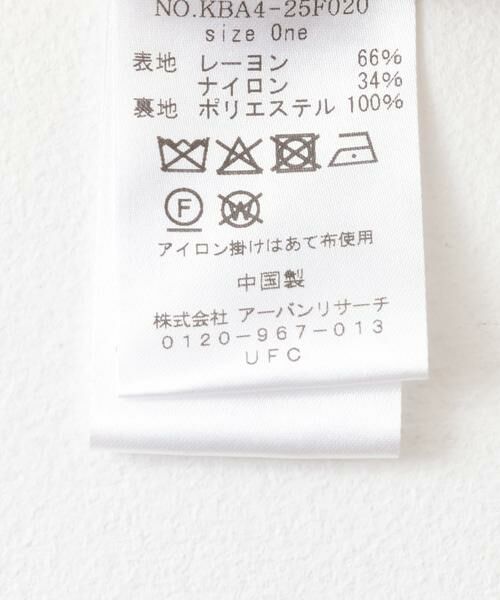 NO.KBA4-25F020
size One
表地 レーヨン 66%
ナイロン 34%
裏地 ポリエステル 100%
F W
アイロン掛けはあて布使用
中国製
株式会社 アーバンリサーチ
0120-967-013
UFC